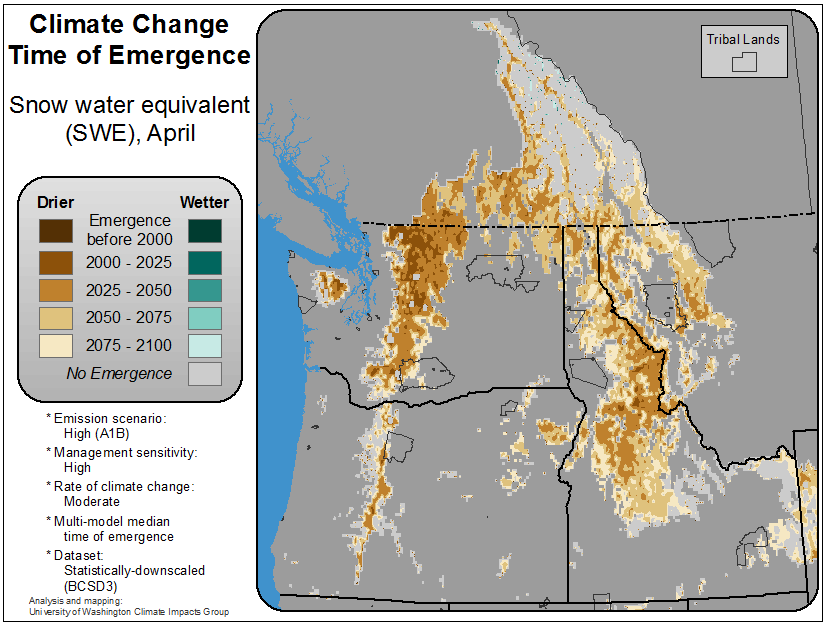 Climate Change
Time of Emergence
Snow water equivalent
(SWE), April
Drier
Wetter
Emergence
before 2000
2000 - 2025
2025 - 2050
2050 - 2075
2075 - 2100
No Emergence
* Emission scenario:
High (A1B)
* Management sensitivity:
High
* Rate of climate change:
Moderate
* Multi-model median
time of emergence
* Dataset:
Statistically-downscaled
(BCSD3)
Analysis and mapping:
University of Washington Climate Impacts Group
Tribal Lands